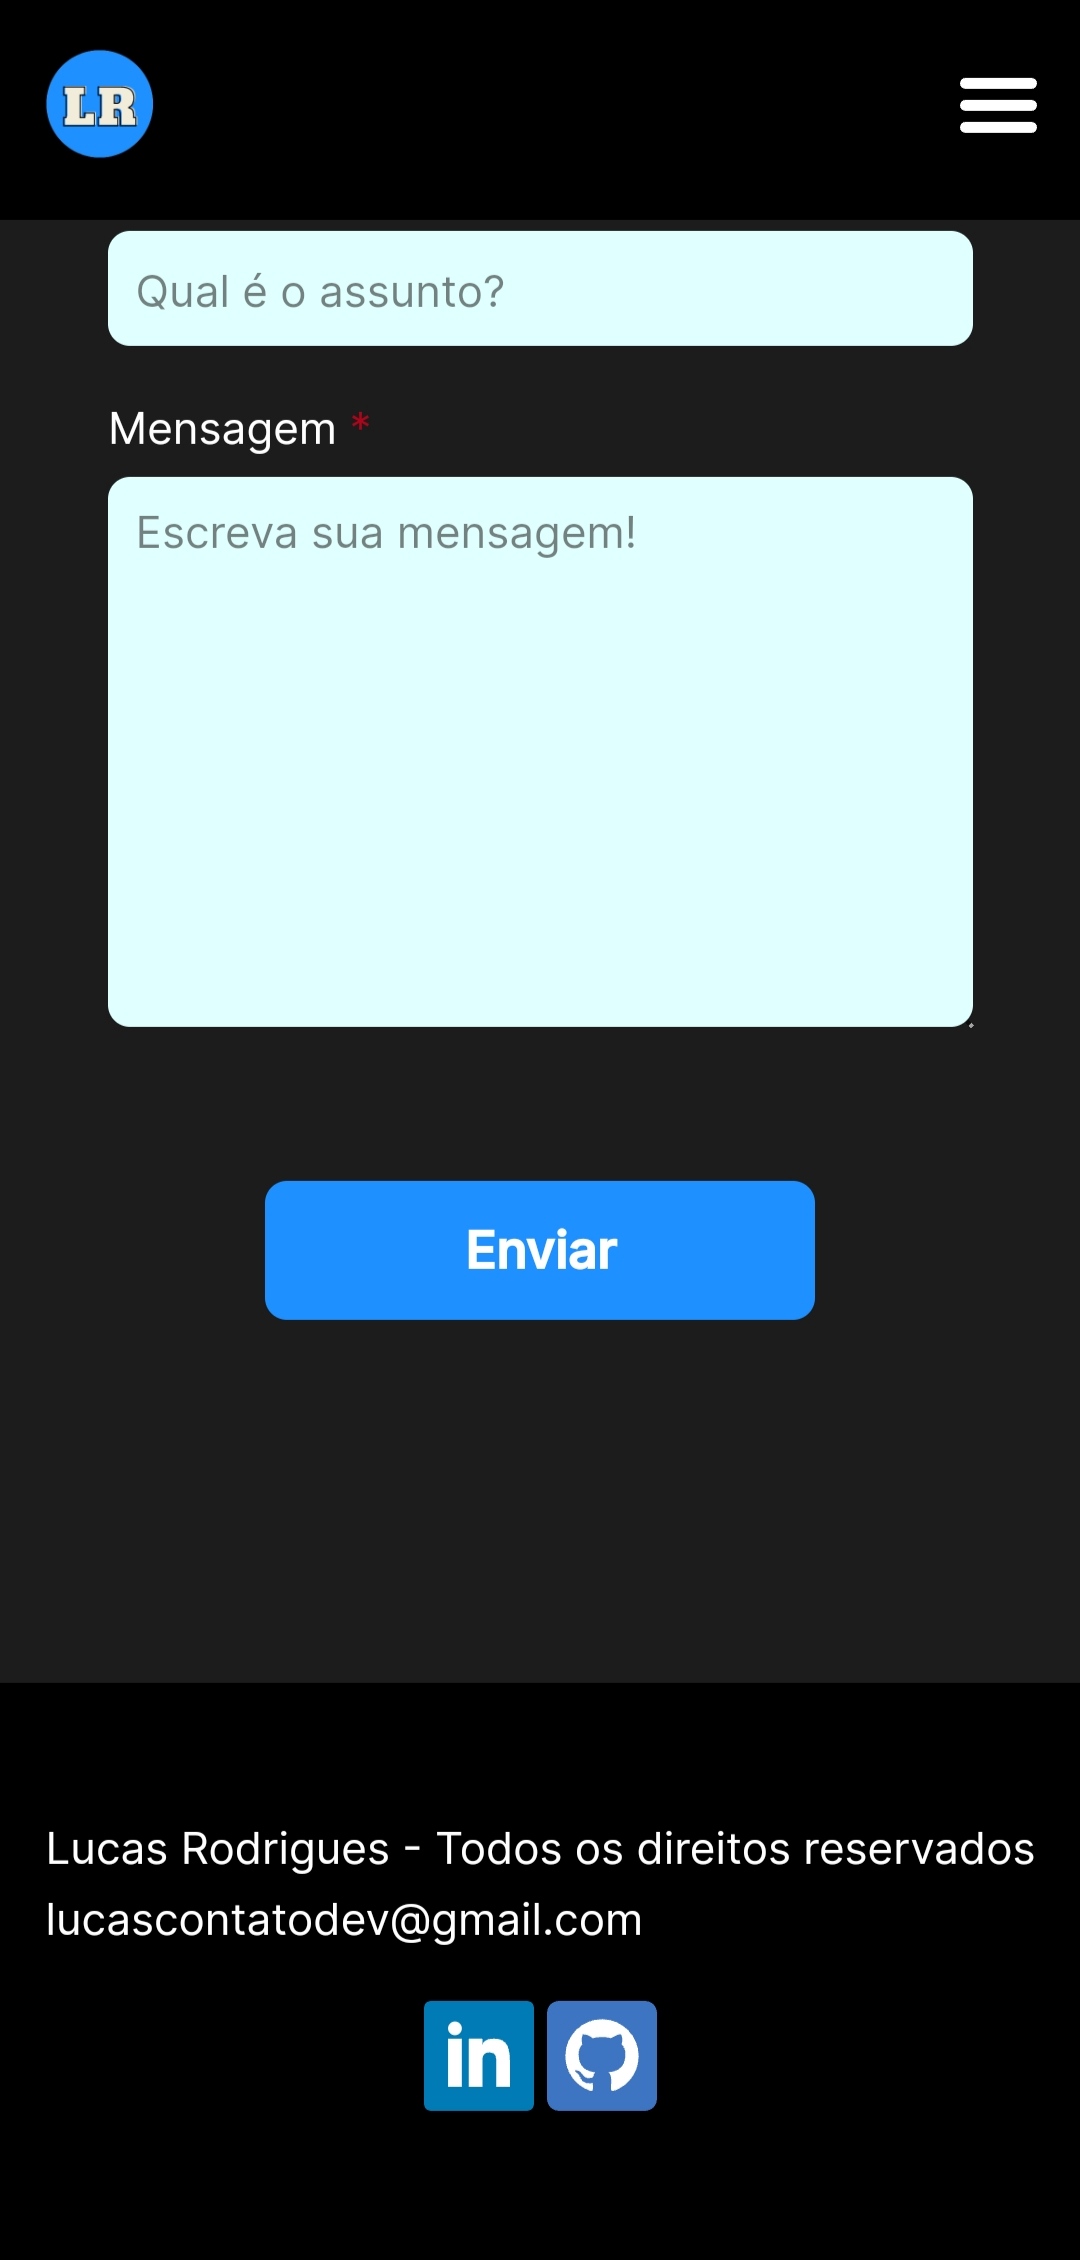 LR
Qual é o assunto?
Mensagem *
Escreva sua mensagem!
Enviar
Lucas Rodrigues - Todos os direitos reservados
lucascontatodev@gmail.com
in